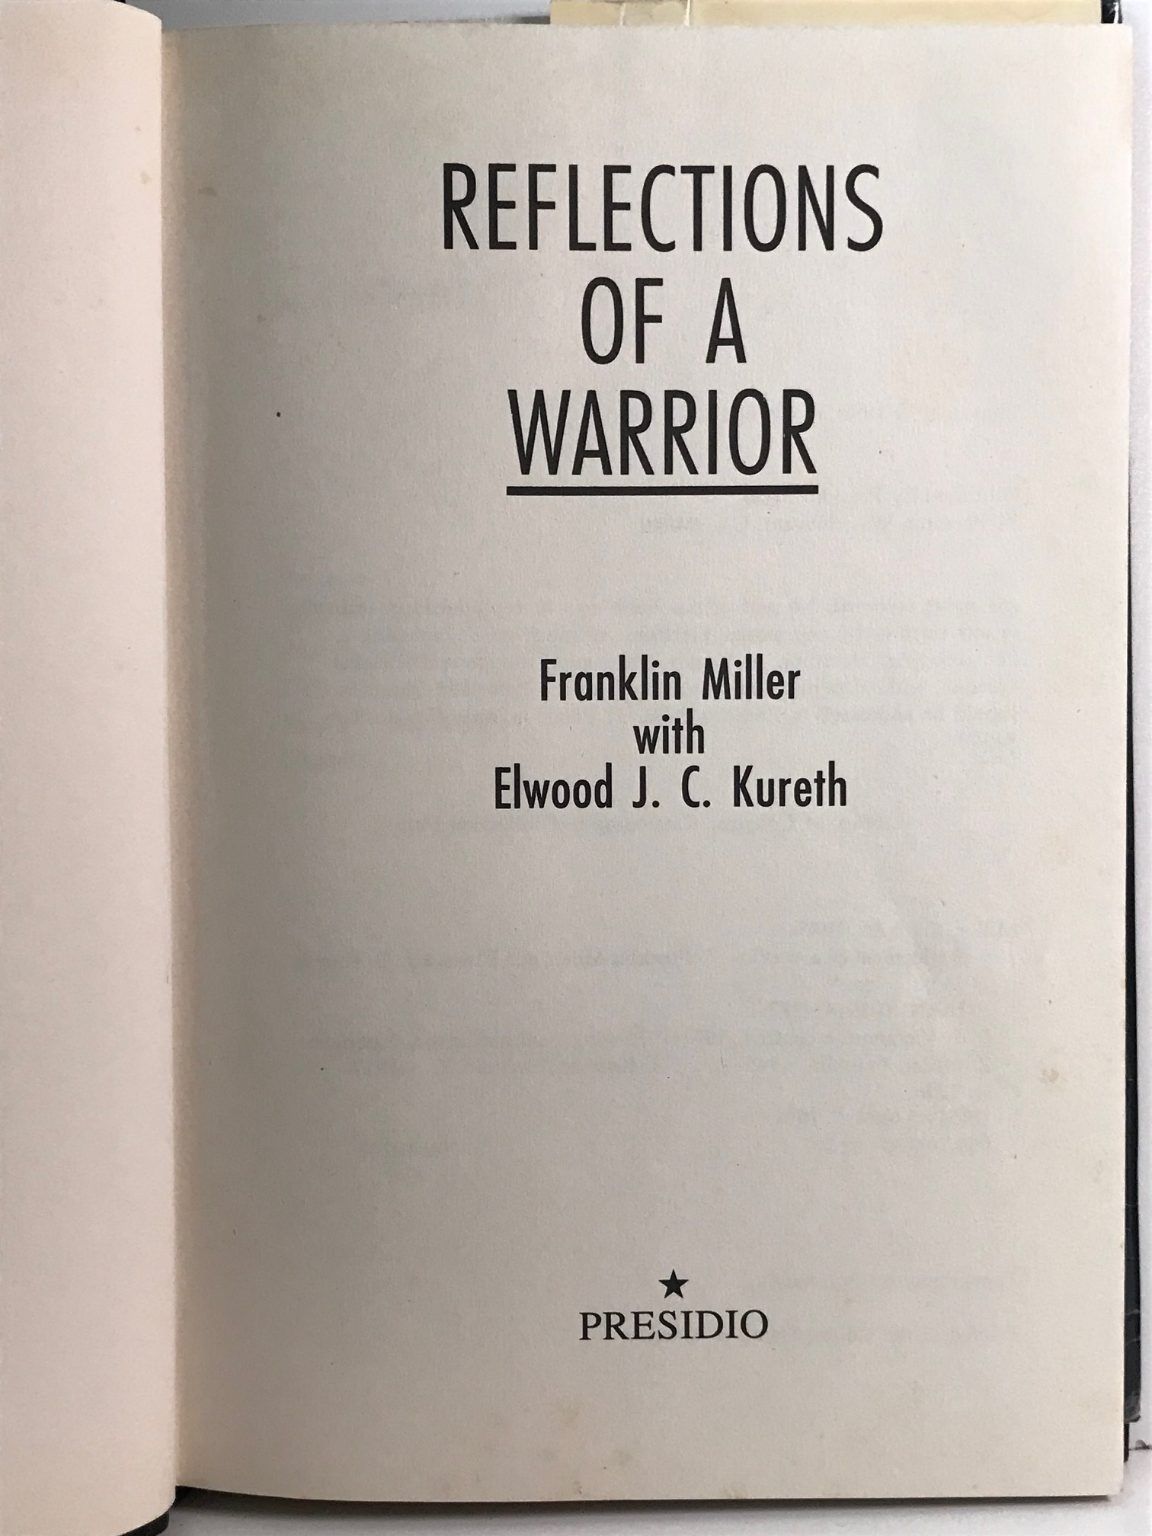 REFLECTIONS
OF A
WARRIOR
Franklin Miller
with
Elwood J. C. Kureth
PRESIDIO